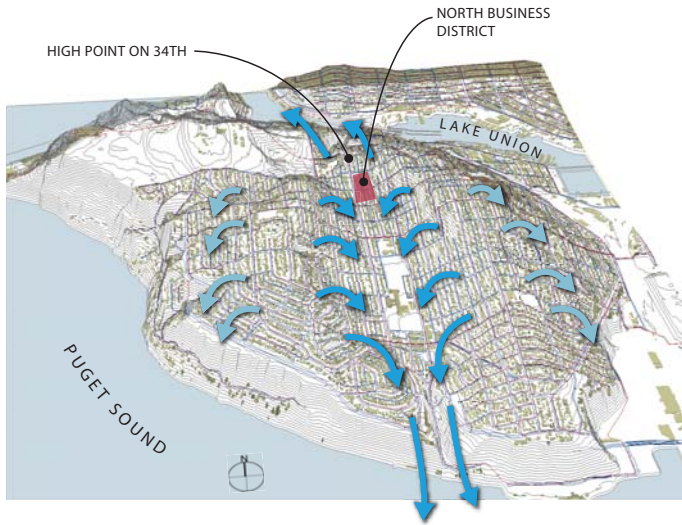 NORTH BUSINESS
DISTRICT
HIGH POINT ON 34TH
LAKE UNION
PUGET SOUND
N